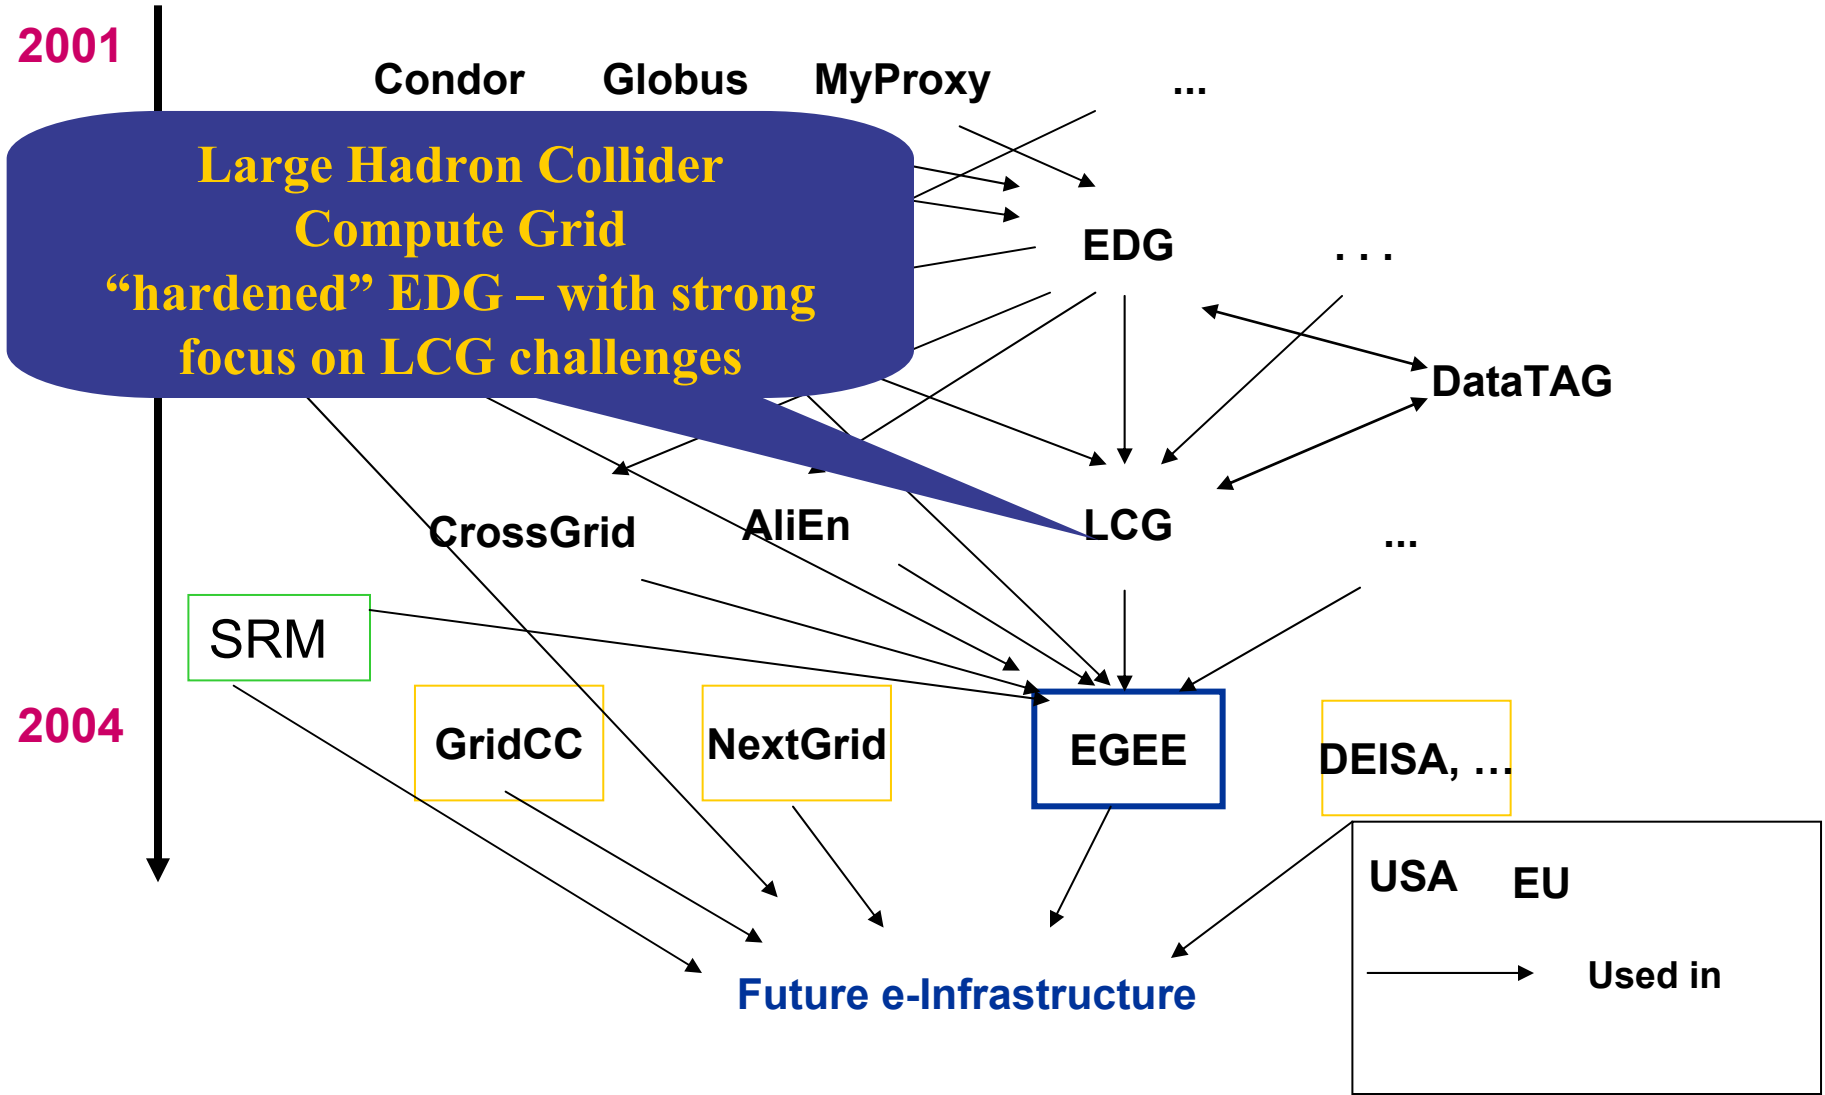 2001
Condor Globus MyProxy ...
Large Hadron Collider
Compute Grid
“hardened” EDG – with strong
focus on LCG challenges
EDG . . .
DataTAG
CrossGrid AliEn LCG ...
SRM
2004
GridCC NextGrid EGEE DEISA, …
USA EU
Used in
Future e-Infrastructure